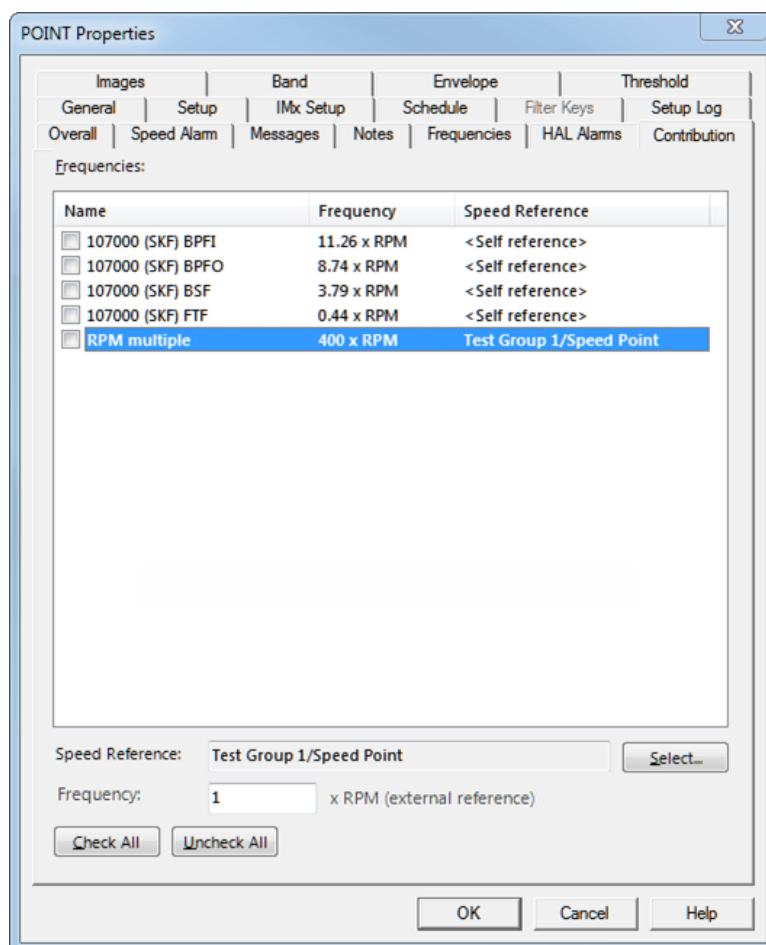 POINT Properties
Images Band Envelope Threshold
General Setup IMx Setup Schedule Filter Keys Setup Log
Overall Speed Alarm Messages Notes Frequencies HAL Alarms Contribution
Frequencies:
Name Frequency Speed Reference
107000 (SKF) BPFI 11.26 x RPM <Self reference>
107000 (SKF) BPFO 8.74 x RPM <Self reference>
107000 (SKF) BSF 3.79 x RPM <Self reference>
107000 (SKF) FTF 0.44 x RPM <Self reference>
RPM multiple 400 x RPM Test Group 1/Speed Point
Speed Reference: Test Group 1/Speed Point Select...
Frequency: 1 x RPM (external reference)
Check All Uncheck All
OK Cancel Help